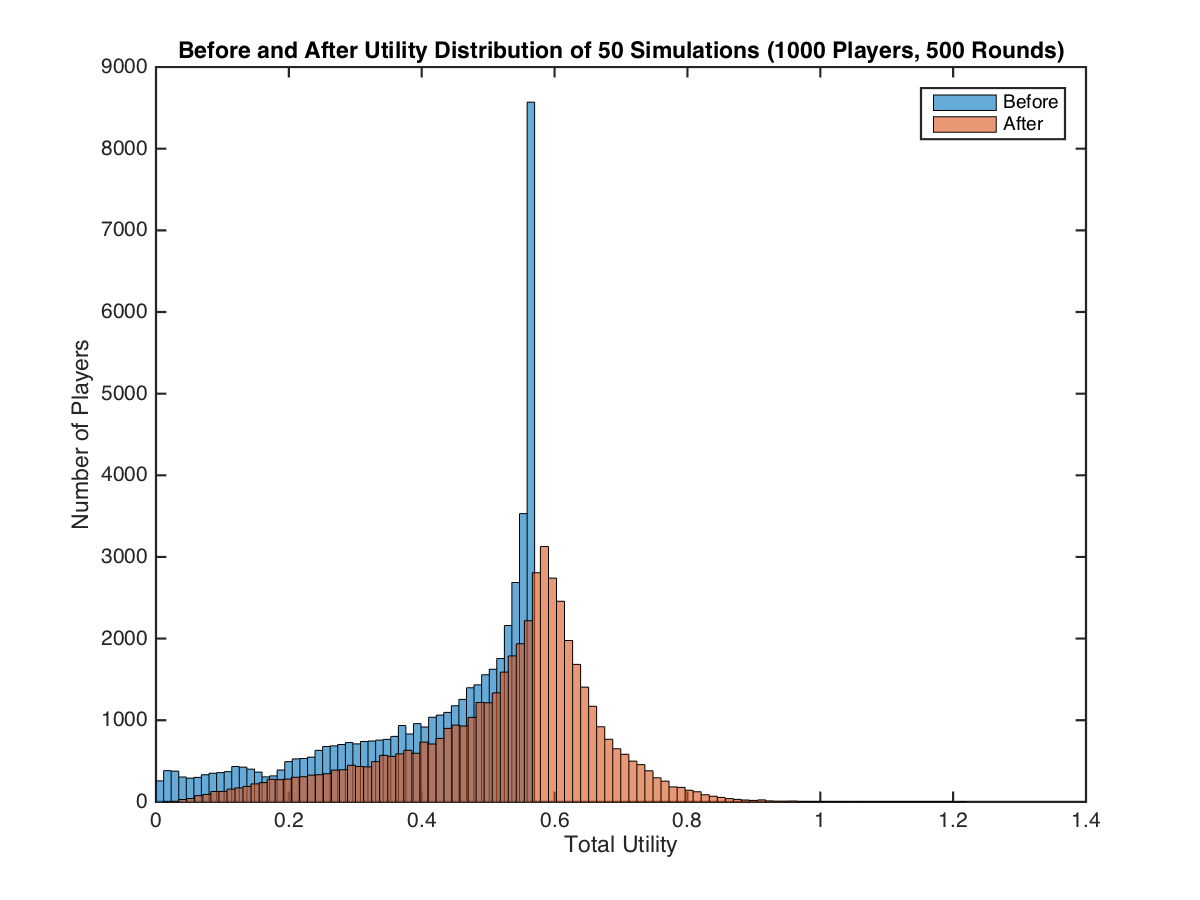 Before and After Utility Distribution of 50 Simulations (1000 Players, 500 Rounds)
9000
8000
7000
6000
5000
4000
3000
2000
1000
0
Number of Players
Before
After
0 0.2 0.4 0.6 0.8 1 1.2 1.4
Total Utility